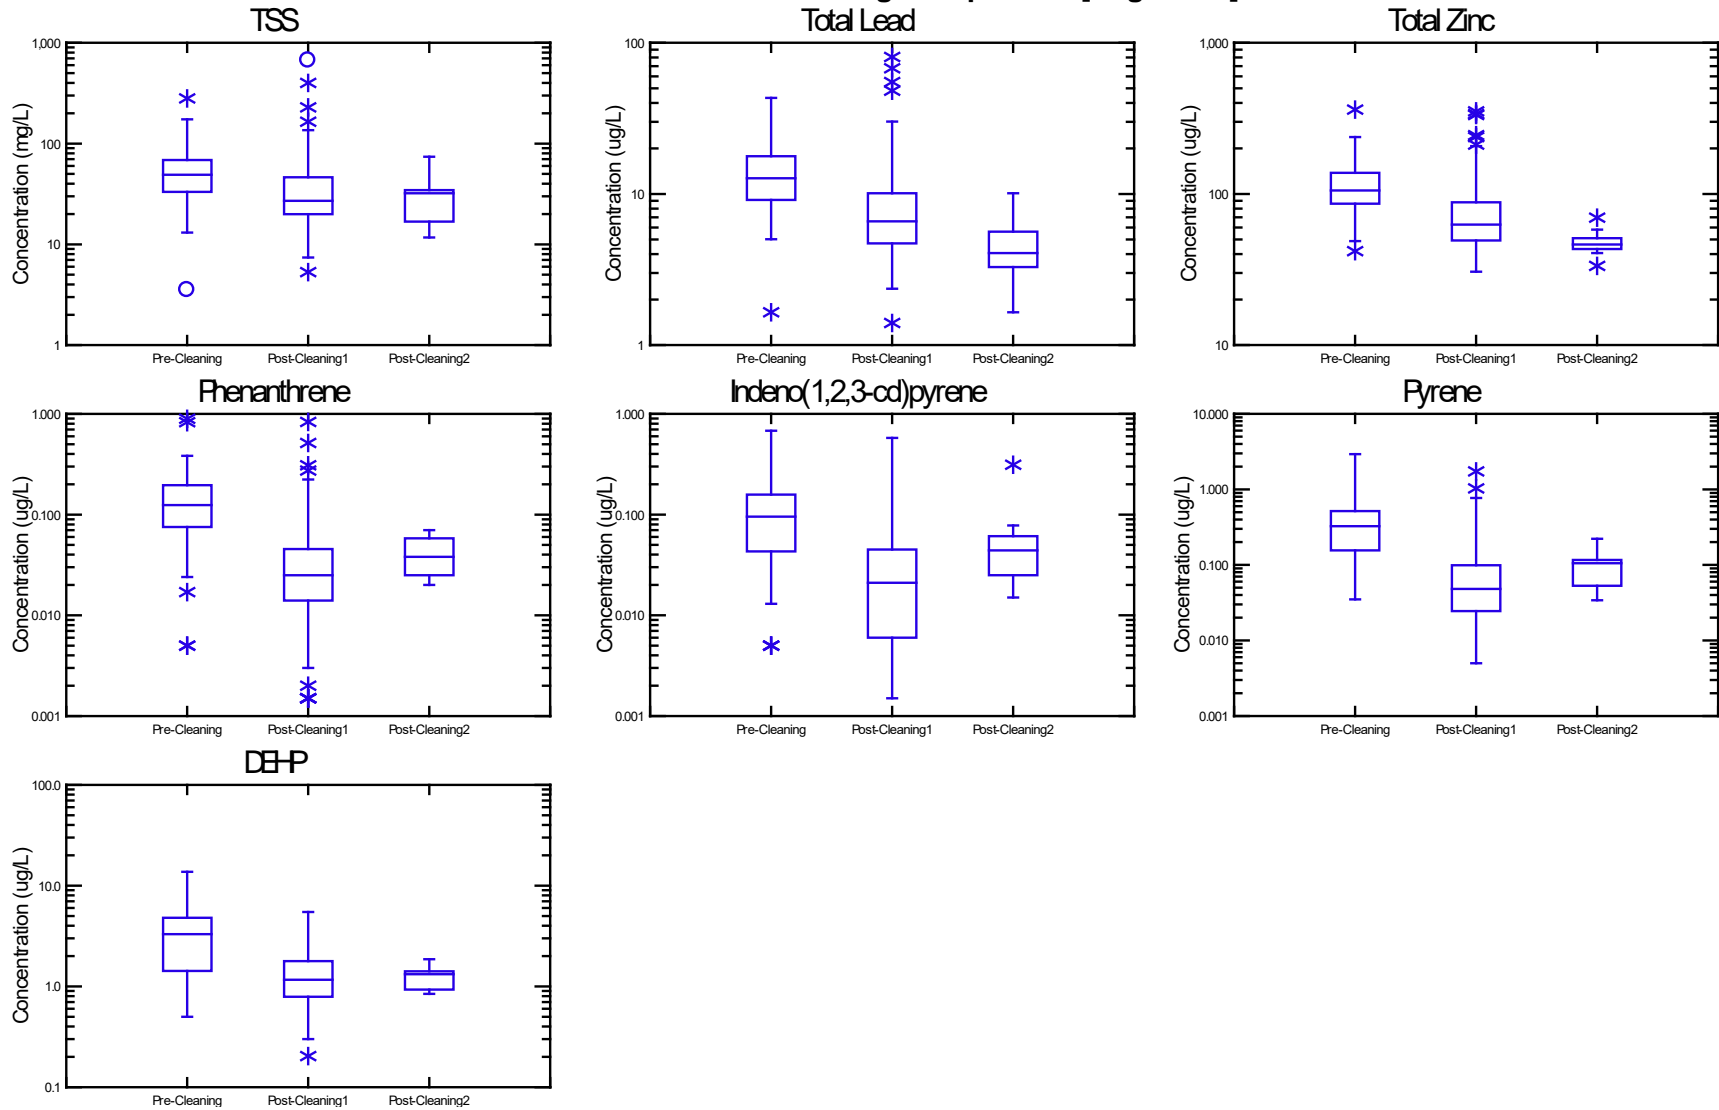 TSS
Concentration (mg/L)
1,000
100
10
1
Pre-Cleaning Post-Cleaning1 Post-Cleaning2
Total Lead
Concentration (ug/L)
100
10
1
Pre-Cleaning Post-Cleaning1 Post-Cleaning2
Total Zinc
Concentration (ug/L)
1,000
100
10
Pre-Cleaning Post-Cleaning1 Post-Cleaning2
Phenanthrene
Concentration (ug/L)
1.000
0.100
0.010
0.001
Pre-Cleaning Post-Cleaning1 Post-Cleaning2
Indeno(1,2,3-cd)pyrene
Concentration (ug/L)
1.000
0.100
0.010
0.001
Pre-Cleaning Post-Cleaning1 Post-Cleaning2
Pyrene
Concentration (ug/L)
10.000
1.000
0.100
0.010
0.001
Pre-Cleaning Post-Cleaning1 Post-Cleaning2
DEHP
Concentration (ug/L)
100.0
10.0
1.0
0.1
Pre-Cleaning Post-Cleaning1 Post-Cleaning2